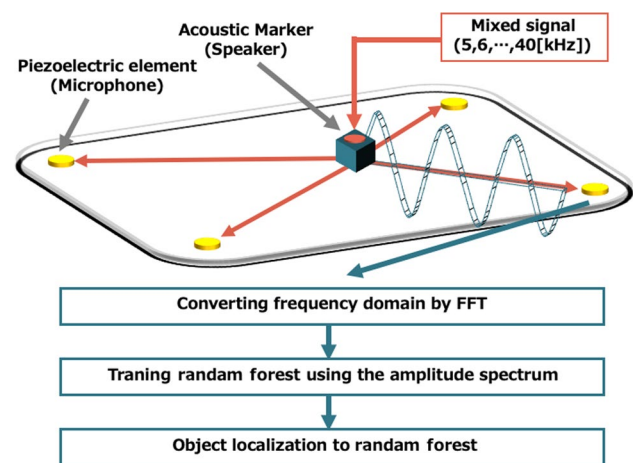 Acoustic Marker
(Speaker)
Mixed signal
(5,6,⋯,40[kHz])
Piezoelectric element
(Microphone)
Converting frequency domain by FFT
Traning randam forest using the amplitude spectrum
Object localization to randam forest